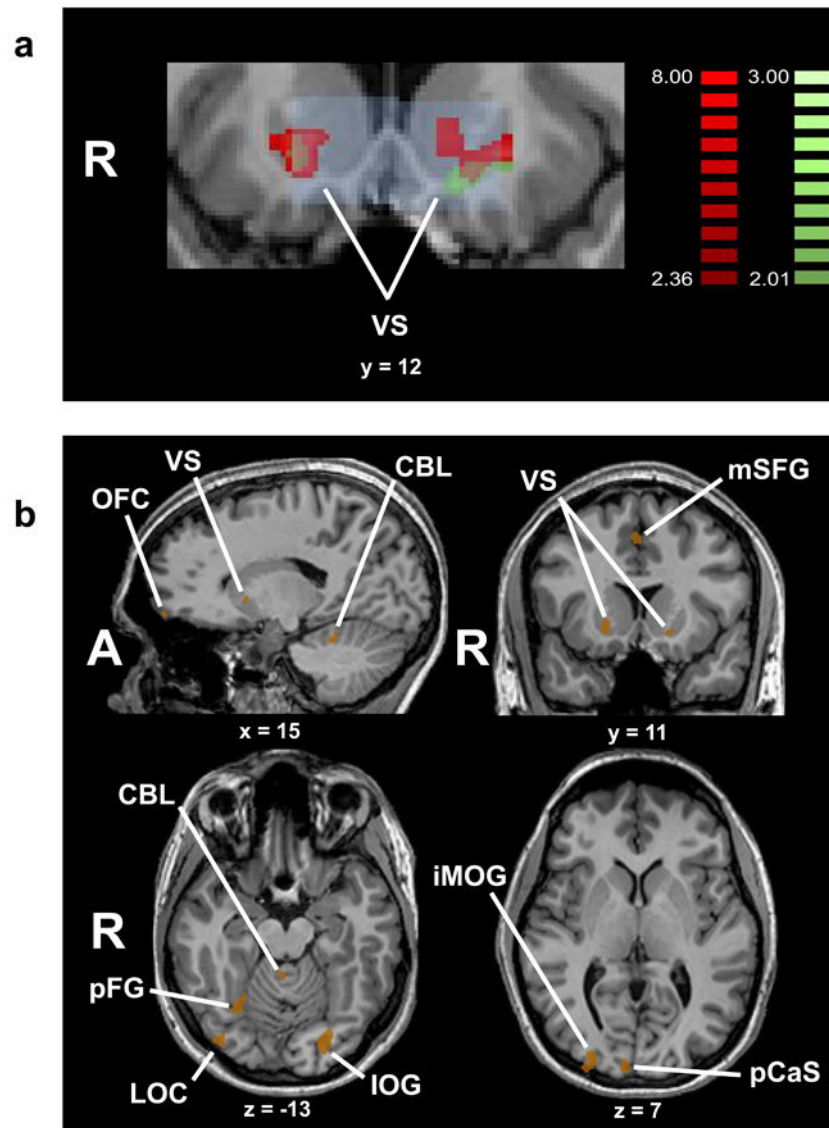 a
R
8.00
3.00
2.36
2.01
VS
y = 12
b
OFC
VS
CBL
A
x = 15
VS
mSFG
R
y = 11
CBL
R
pFG
LOC
IOG
z = -13
iMOG
pCaS
z = 7